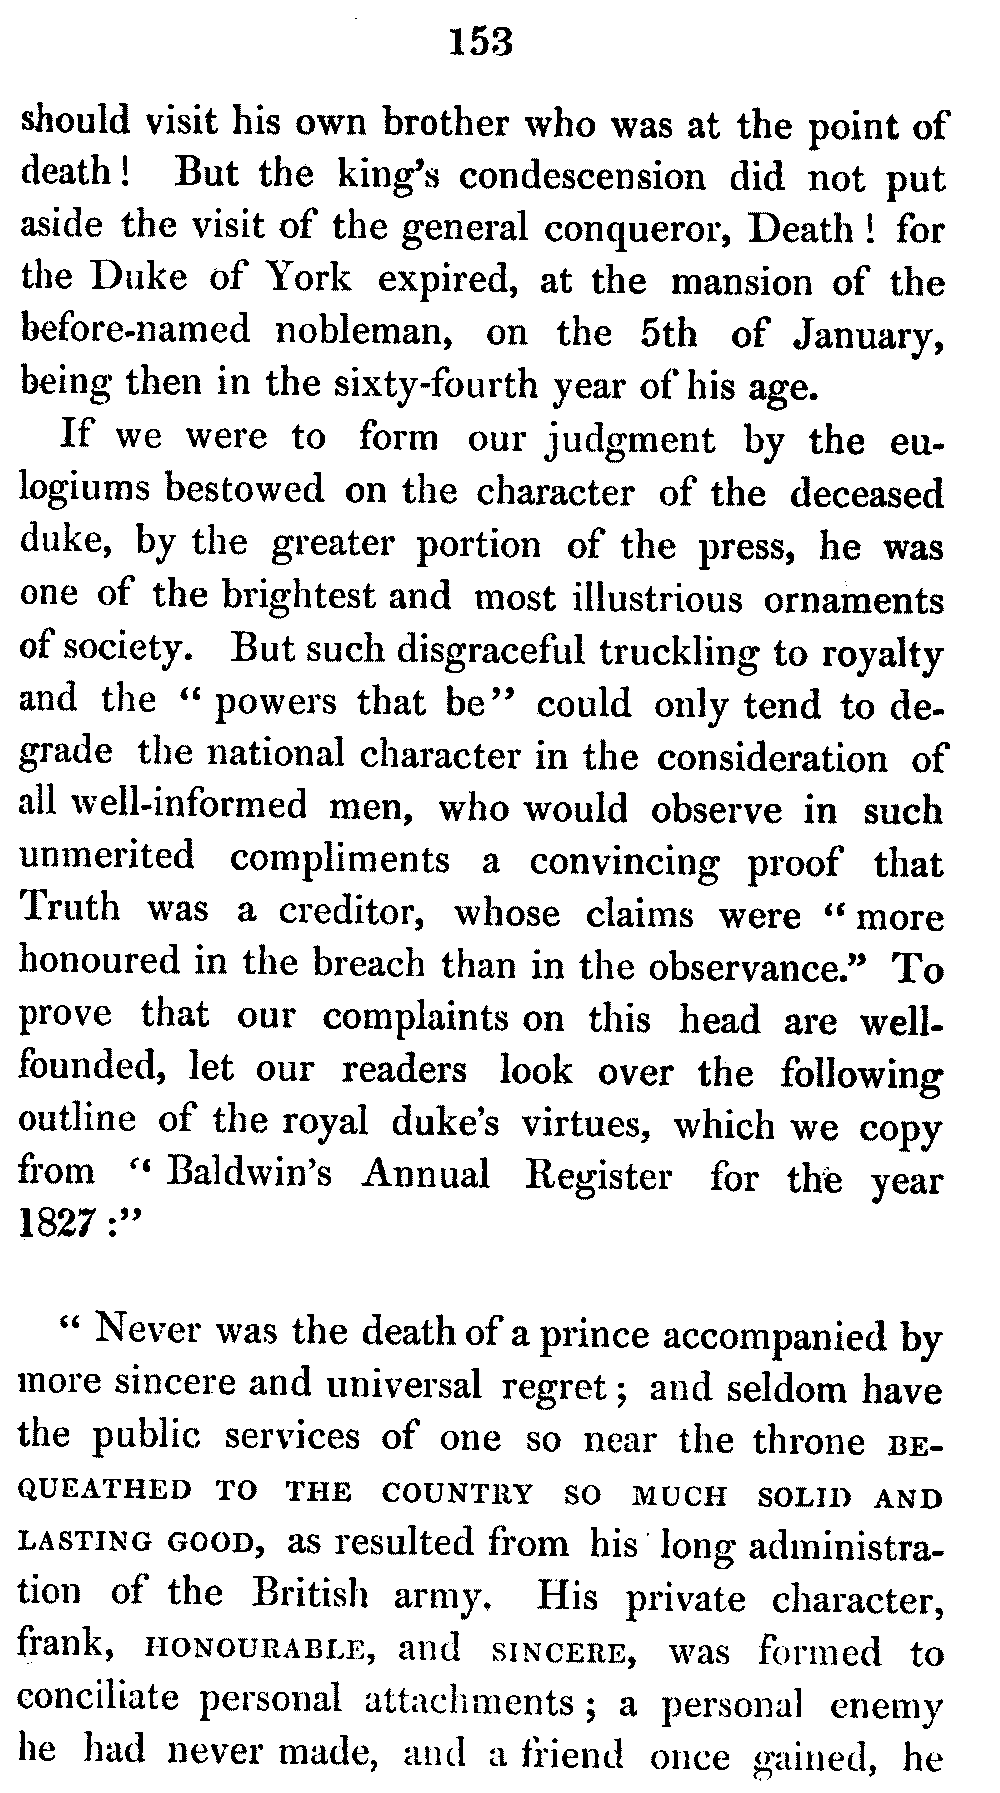 153
should visit his own brother who was at the point of
death! But the king's condescension did not put
aside the visit of the general conqueror, Death! for
the Duke of York expired, at the mansion of the
before-named nobleman, on the 5th of January,
being then in the sixty-fourth year of his age.
If we were to form our judgment by the eu-
logiums bestowed on the character of the deceased
duke, by the greater portion of the press, he was
one of the brightest and most illustrious ornaments
of society. But such disgraceful truckling to royalty
and the “ powers that be” could only tend to de-
grade the national character in the consideration of
all well-informed men, who would observe in such
unmerited compliments a convincing proof that
Truth was a creditor, whose claims were “ more
honoured in the breach than in the observance.” To
prove that our complaints on this head are well-
founded, let our readers look over the following
outline of the royal duke's virtues, which we copy
from “ Baldwin's Annual Register for the year
1827 :”
“ Never was the death of a prince accompanied by
more sincere and universal regret ; and seldom have
the public services of one so near the throne BE-
QUEATHED TO THE COUNTRY SO MUCH SOLID AND
LASTING GOOD, as resulted from his long administra-
tion of the British army. His private character,
frank, HONOURABLE, and SINCERE, was formed to
conciliate personal attachments ; a personal enemy
he had never made, and a friend once gained, he